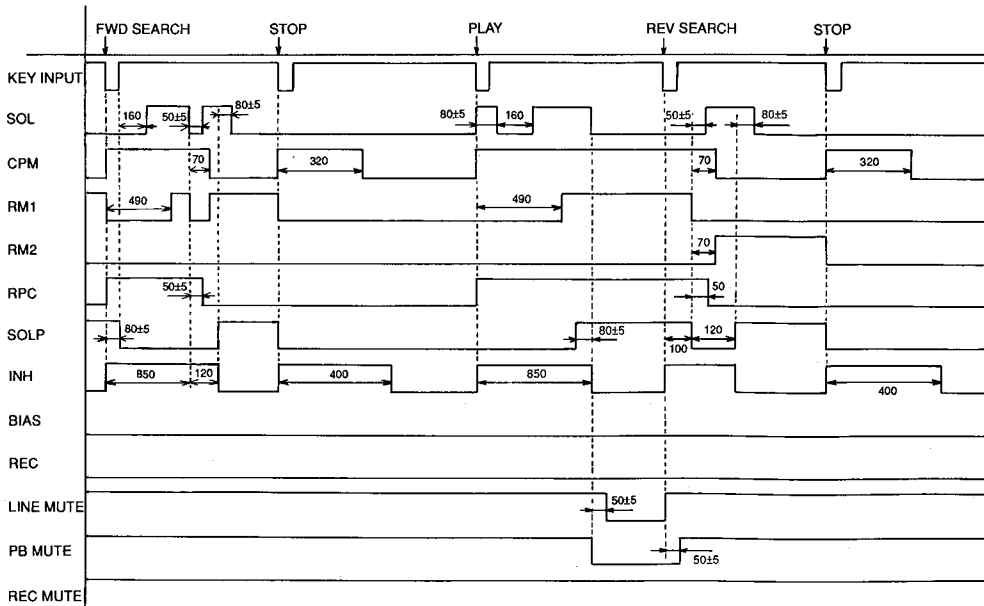 FWD SEARCH STOP PLAY REV SEARCH STOP
KEY INPUT
SOL 160 50±5 80±5 80±5 160 50±5 80±5
CPM 70 320 70 320
RM1 490 490
RM2 70
RPC 50±5 50
SOLP 80±5 80±5 100 120
INH 850 120 400 850 400
BIAS
REC
LINE MUTE 50±5
PB MUTE 50±5
REC MUTE